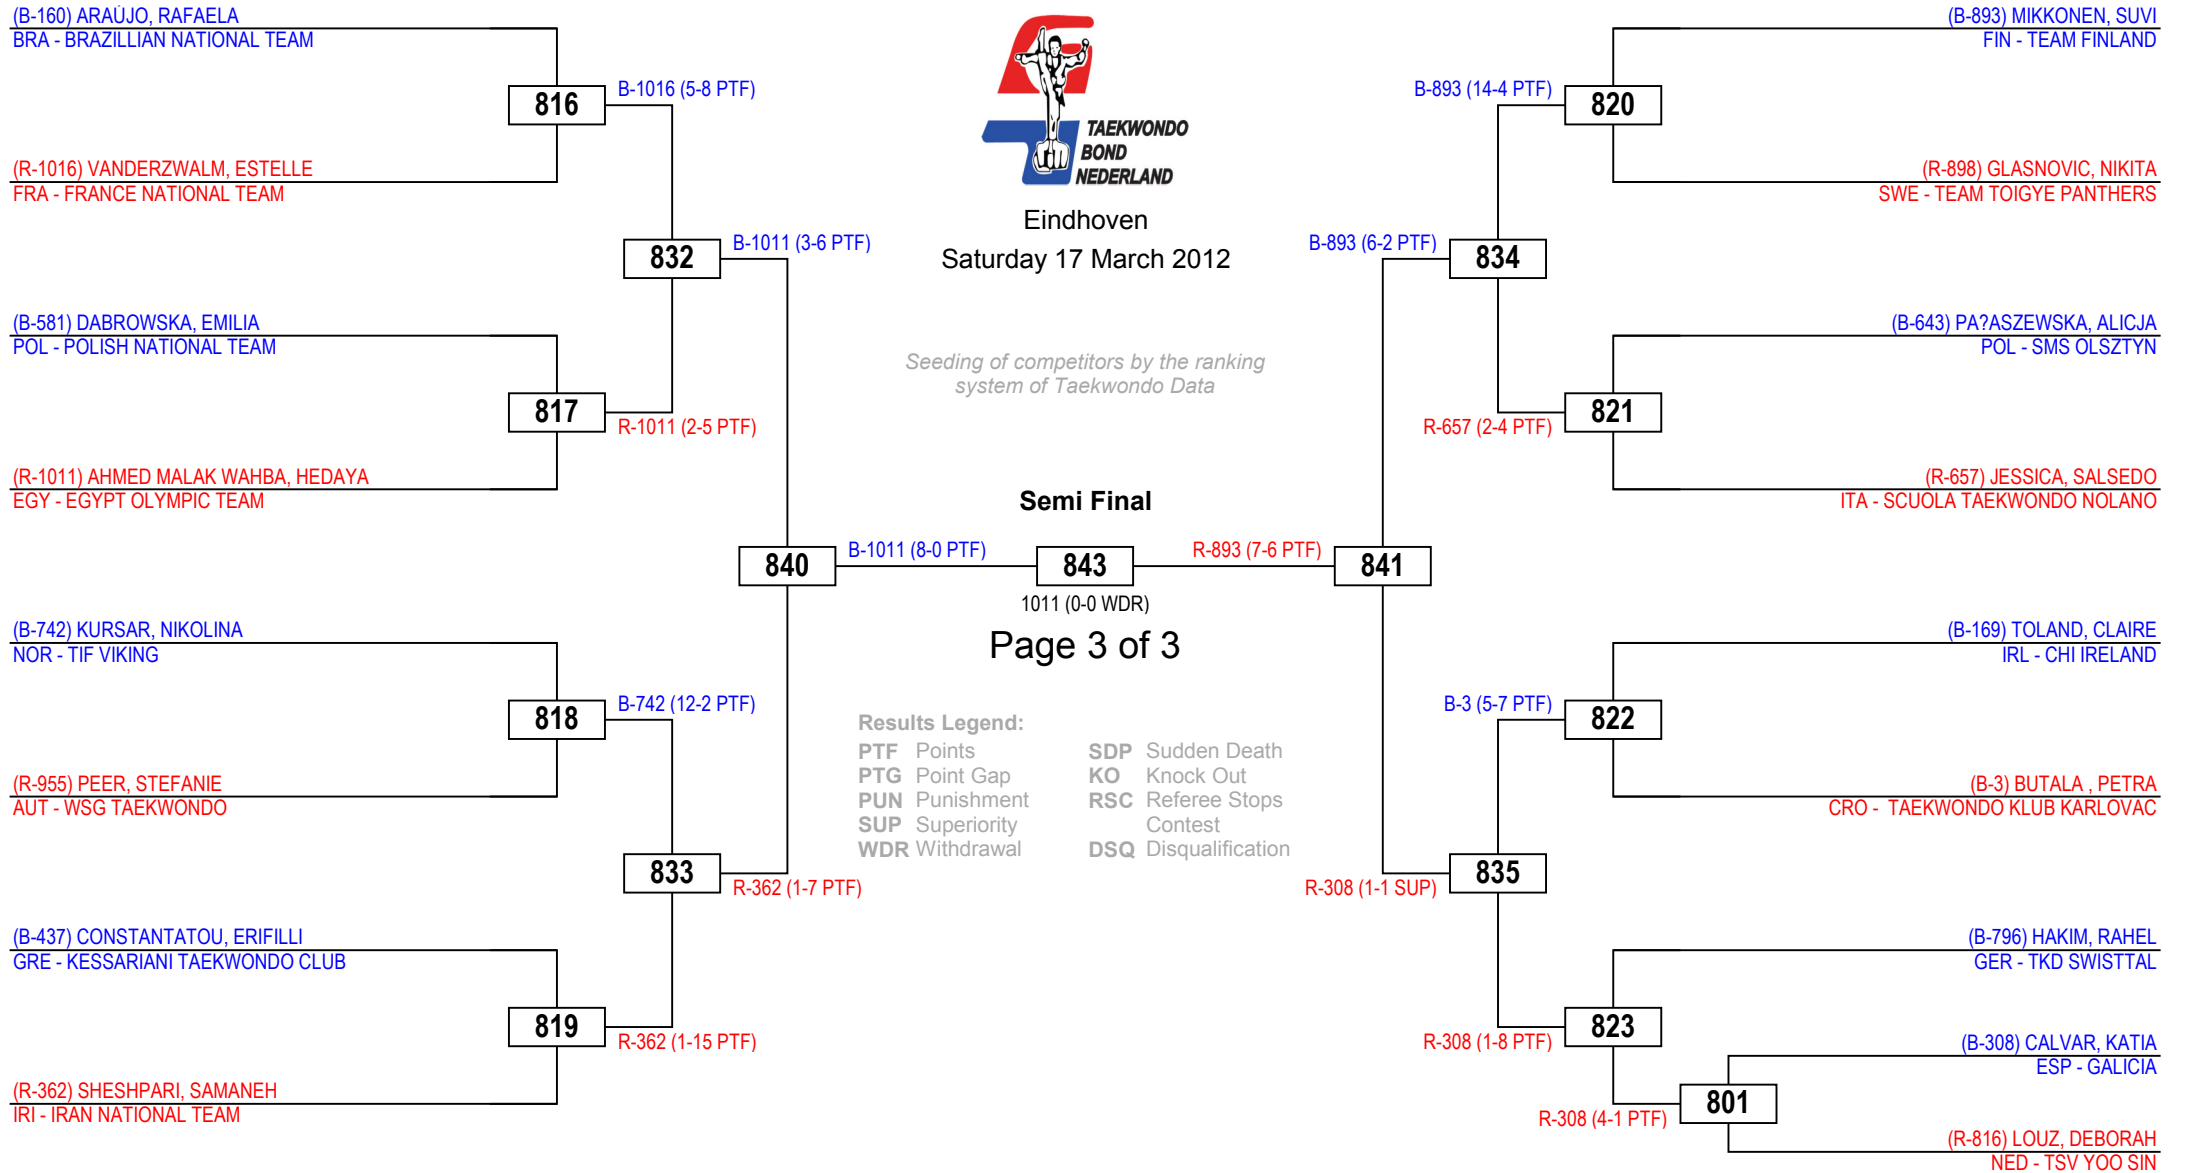 (B-160) ARAÚJO, RAFAELA
BRA - BRAZILLIAN NATIONAL TEAM
816
B-1016 (5-8 PTF)
(R-1016) VANDERZWALM, ESTELLE
FRA - FRANCE NATIONAL TEAM
832
B-1011 (3-6 PTF)
(B-581) DABROWSKA, EMILIA
POL - POLISH NATIONAL TEAM
817
R-1011 (2-5 PTF)
(R-1011) AHMED MALAK WAHBA, HEDAYA
EGY - EGYPT OLYMPIC TEAM
840
B-1011 (8-0 PTF)
(B-742) KURSAR, NIKOLINA
NOR - TIF VIKING
818
B-742 (12-2 PTF)
(R-955) PEER, STEFANIE
AUT - WSG TAEKWONDO
833
R-362 (1-7 PTF)
(B-437) CONSTANTATOU, ERIFILLI
GRE - KESSARIANI TAEKWONDO CLUB
819
R-362 (1-15 PTF)
(R-362) SHESHPARI, SAMANEH
IRI - IRAN NATIONAL TEAM
TAEKWONDO
BOND
NEDERLAND
Eindhoven
Saturday 17 March 2012
Seeding of competitors by the ranking
system of Taekwondo Data
Semi Final
843
1011 (0-0 WDR)
Page 3 of 3
Results Legend:
PTF Points
PTG Point Gap
PUN Punishment
SUP Superiority
WDR Withdrawal
SDP Sudden Death
KO Knock Out
RSC Referee Stops
Contest
DSQ Disqualification
(B-893) MIKKONEN, SUVI
FIN - TEAM FINLAND
B-893 (14-4 PTF)
820
(R-898) GLASNOVIC, NIKITA
SWE - TEAM TOIGYE PANTHERS
B-893 (6-2 PTF)
834
(B-643) PA?ASZEWSKA, ALICJA
POL - SMS OLSZTYN
R-657 (2-4 PTF)
821
(R-657) JESSICA, SALSEDO
ITA - SCUOLA TAEKWONDO NOLANO
R-893 (7-6 PTF)
841
(B-169) TOLAND, CLAIRE
IRL - CHI IRELAND
B-3 (5-7 PTF)
822
(B-3) BUTALA , PETRA
CRO - TAEKWONDO KLUB KARLOVAC
R-308 (1-1 SUP)
835
(B-796) HAKIM, RAHEL
GER - TKD SWISTTAL
R-308 (1-8 PTF)
823
(B-308) CALVAR, KATIA
ESP - GALICIA
R-308 (4-1 PTF)
801
(R-816) LOUZ, DEBORAH
NED - TSV YOO SIN